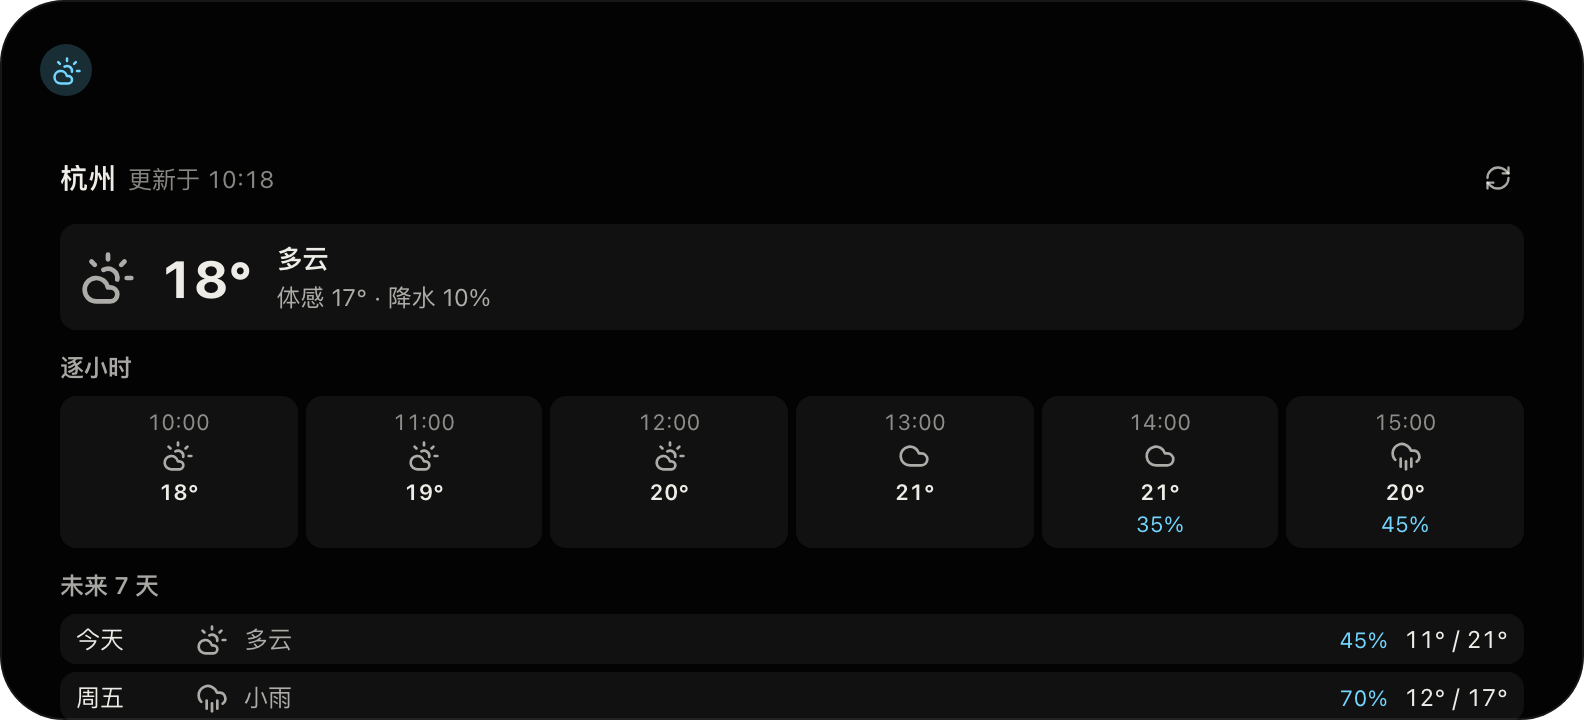 杭州 更新于 10:18
18° 多云
体感 17° · 降水 10%
逐小时
10:00 11:00 12:00 13:00 14:00 15:00
18° 19° 20° 21° 21° 20°
35% 45%
未来 7 天
今天 多云 45% 11° / 21°
周五 小雨 70% 12° / 17°